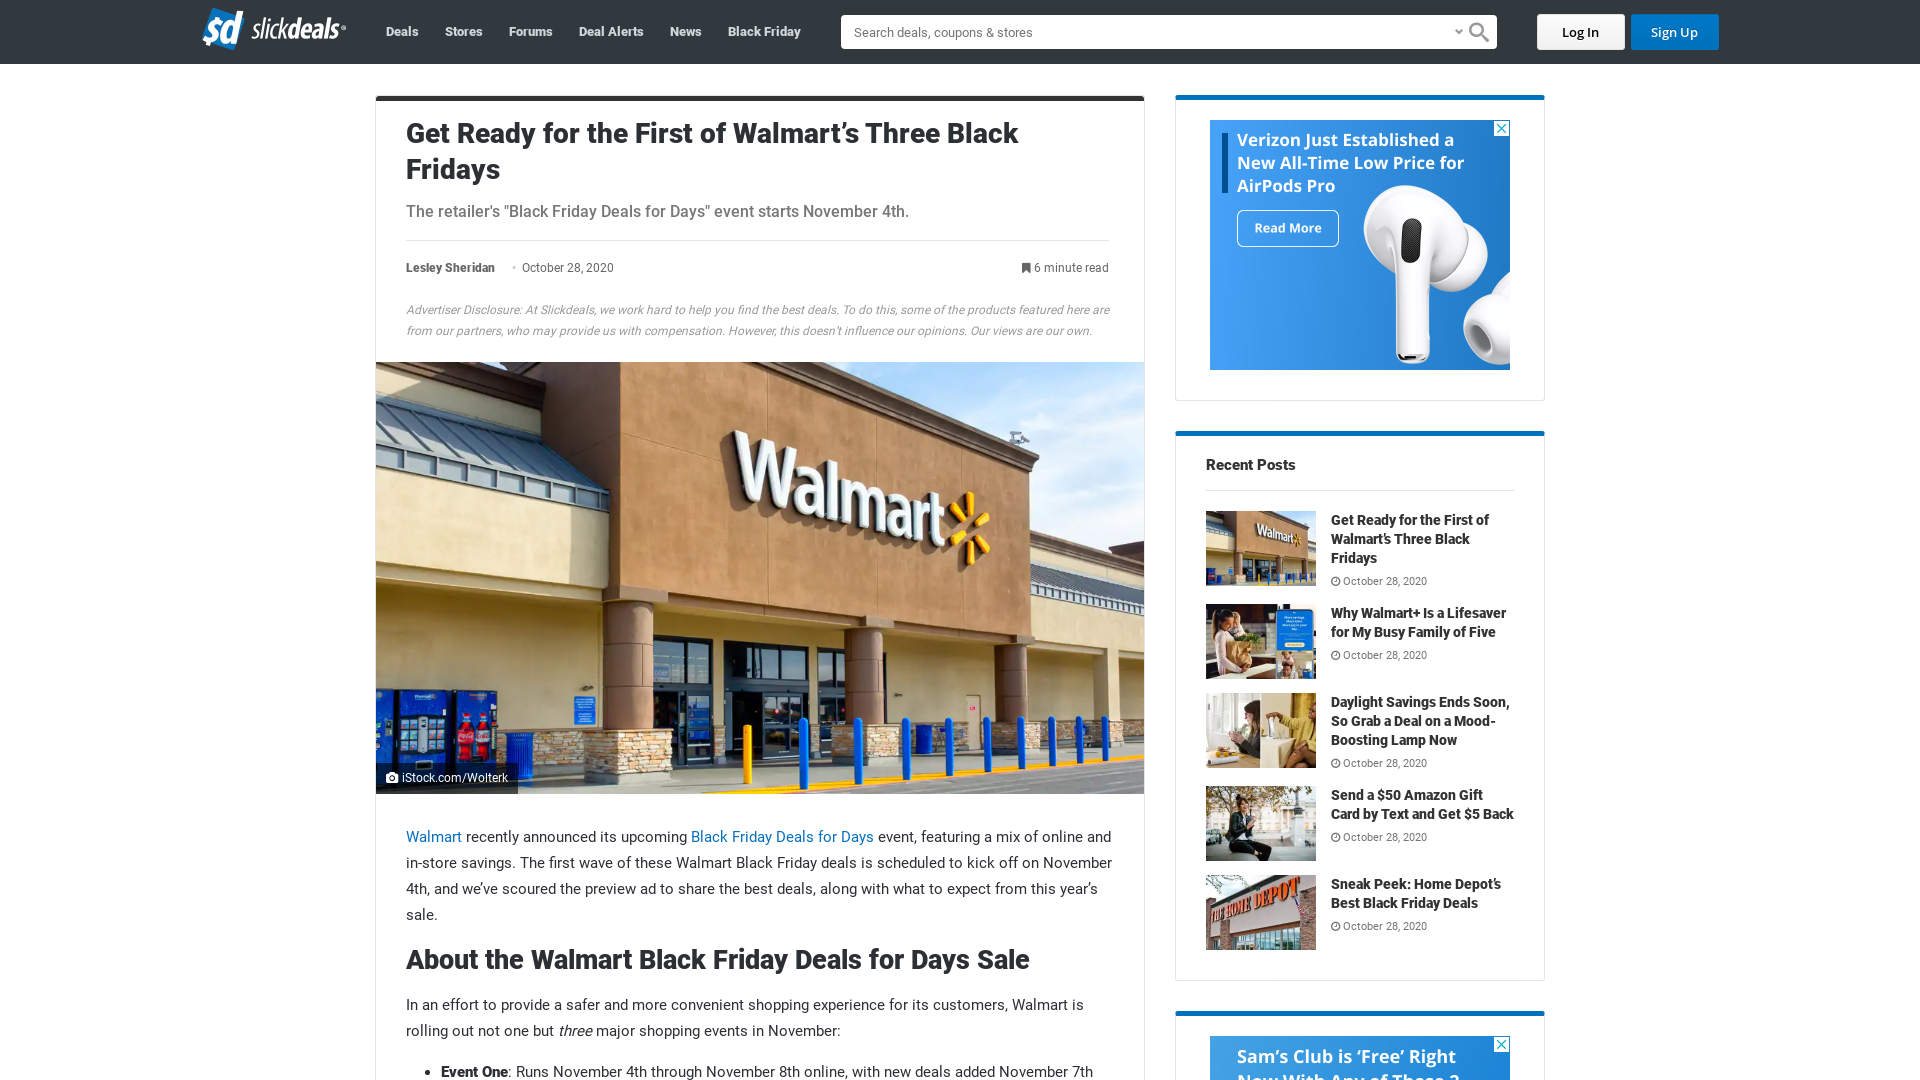 $d slickdeals
Deals
Stores
Forums
Deal Alerts
News
Black Friday
Search deals, coupons & stores
Log In
Sign Up
Get Ready for the First of Walmart’s Three Black
Fridays
The retailer's "Black Friday Deals for Days" event starts November 4th.
Lesley Sheridan • October 28, 2020
6 minute read
Advertiser Disclosure: At Slickdeals, we work hard to help you find the best deals. To do this, some of the products featured here are
from our partners, who may provide us with compensation. However, this doesn’t influence our opinions. Our views are our own.
Walmart
iStock.com/Wolterk
Walmart recently announced its upcoming Black Friday Deals for Days event, featuring a mix of online and
in-store savings. The first wave of these Walmart Black Friday deals is scheduled to kick off on November
4th, and we’ve scoured the preview ad to share the best deals, along with what to expect from this year’s
sale.
About the Walmart Black Friday Deals for Days Sale
In an effort to provide a safer and more convenient shopping experience for its customers, Walmart is
rolling out not one but three major shopping events in November:
• Event One: Runs November 4th through November 8th online, with new deals added November 7th
Verizon Just Established a
New All-Time Low Price for
AirPods Pro
Read More
Recent Posts
Walmart
Get Ready for the First of
Walmart’s Three Black
Fridays
October 28, 2020
Why Walmart+ Is a Lifesaver
for My Busy Family of Five
October 28, 2020
Daylight Savings Ends Soon,
So Grab a Deal on a Mood-
Boosting Lamp Now
October 28, 2020
Send a $50 Amazon Gift
Card by Text and Get $5 Back
October 28, 2020
THE HOME DEPOT
Sneak Peek: Home Depot’s
Best Black Friday Deals
October 28, 2020
Sam’s Club is ‘Free’ Right
Now With Any of These 3